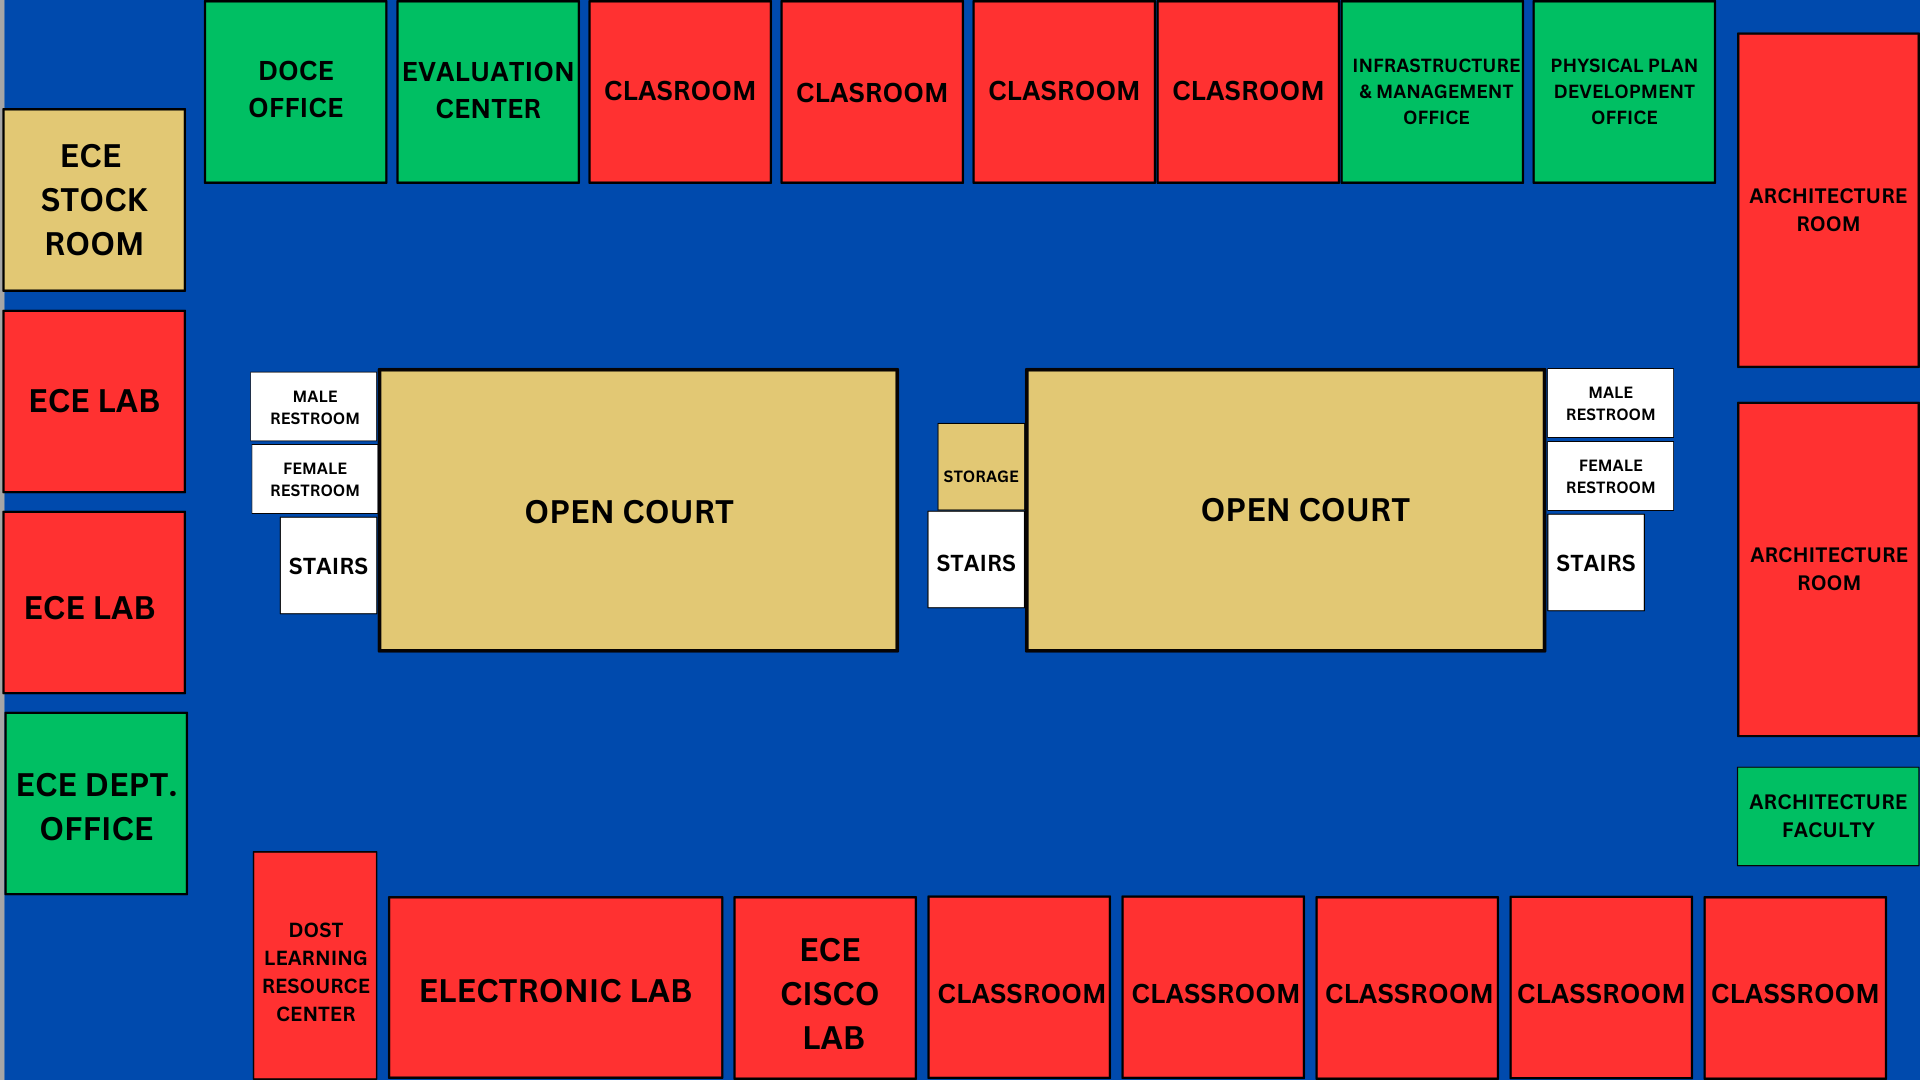 DOCE
OFFICE
EVALUATION
CENTER
CLASROOM
CLASROOM
CLASROOM
CLASROOM
INFRASTRUCTURE
& MANAGEMENT
OFFICE
PHYSICAL PLAN
DEVELOPMENT
OFFICE
ARCHITECTURE
ROOM
ECE
STOCK
ROOM
ECE LAB
MALE
RESTROOM
FEMALE
RESTROOM
STAIRS
OPEN COURT
STORAGE
STAIRS
OPEN COURT
MALE
RESTROOM
FEMALE
RESTROOM
STAIRS
ARCHITECTURE
ROOM
ECE LAB
ECE DEPT.
OFFICE
ARCHITECTURE
FACULTY
DOST
LEARNING
RESOURCE
CENTER
ELECTRONIC LAB
ECE
CISCO
LAB
CLASSROOM
CLASSROOM
CLASSROOM
CLASSROOM
CLASSROOM